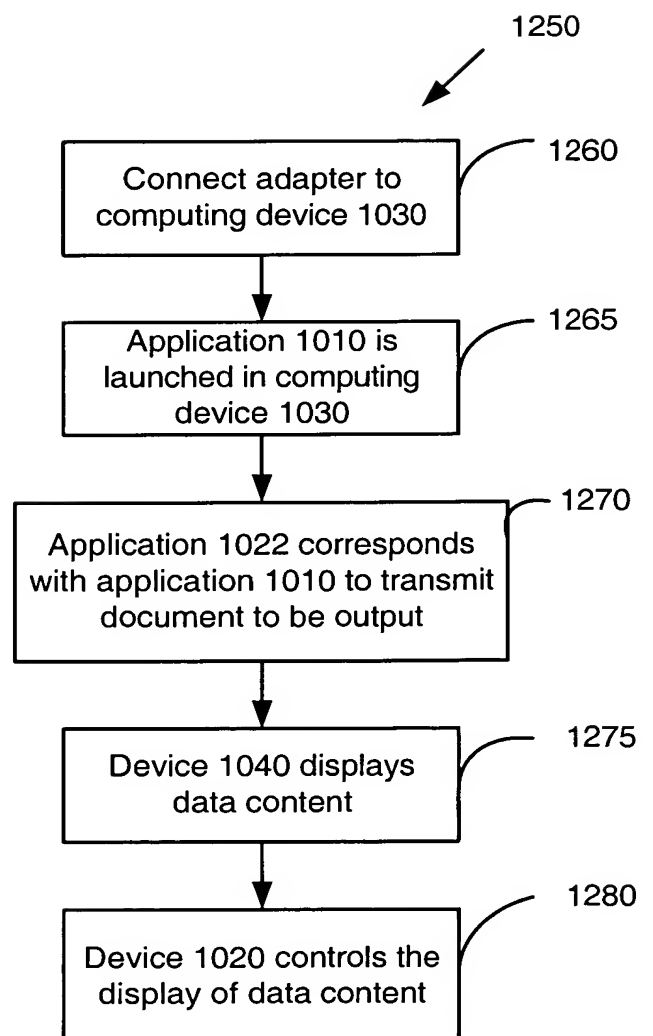 1250
Connect adapter to
computing device 1030
1260
Application 1010 is
launched in computing
device 1030
1265
Application 1022 corresponds
with application 1010 to transmit
document to be output
1270
Device 1040 displays
data content
1275
Device 1020 controls the
display of data content
1280